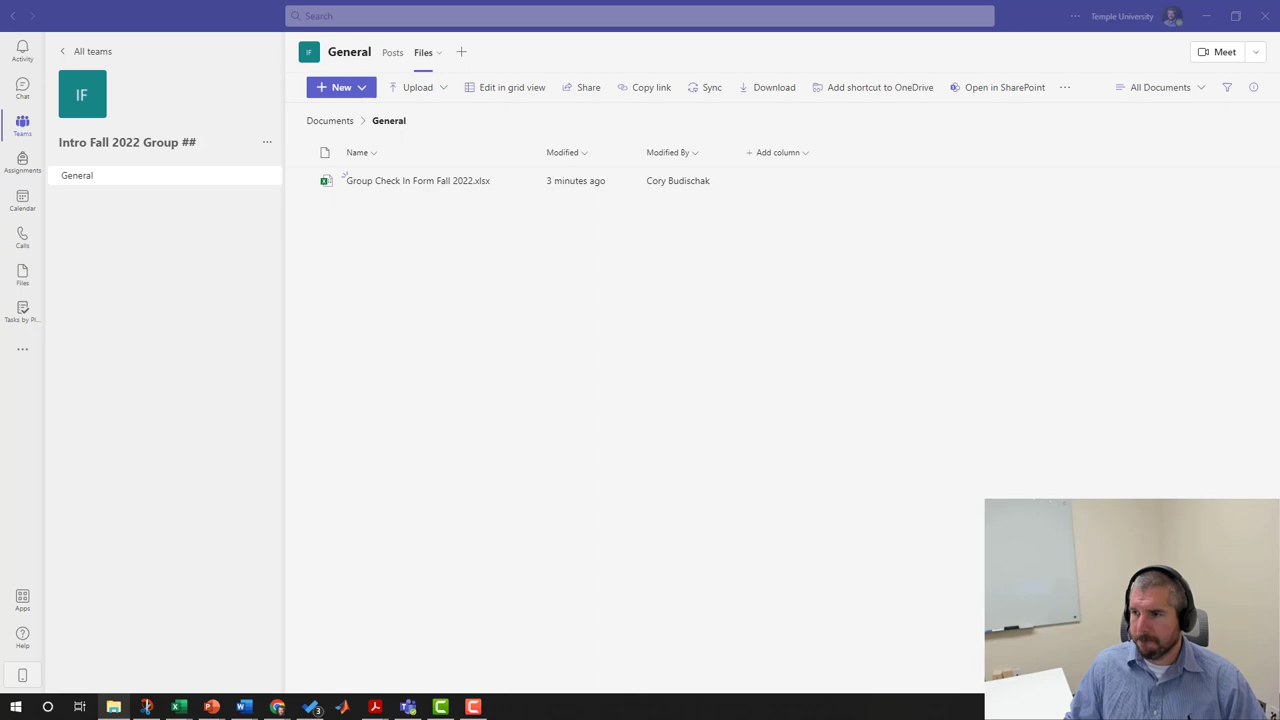 Search
Temple University
Activity
Chat
Teams
Assignments
Calendar
Calls
Files
Tasks by Pl...
Apps
Help
All teams
IF
Intro Fall 2022 Group ##
General
IF
General
Posts
Files
Meet
New
Upload
Edit in grid view
Share
Copy link
Sync
Download
Add shortcut to OneDrive
Open in SharePoint
All Documents
Documents
General
Name
Modified
Modified By
Add column
Group Check In Form Fall 2022.xlsx
3 minutes ago
Cory Budischak
3